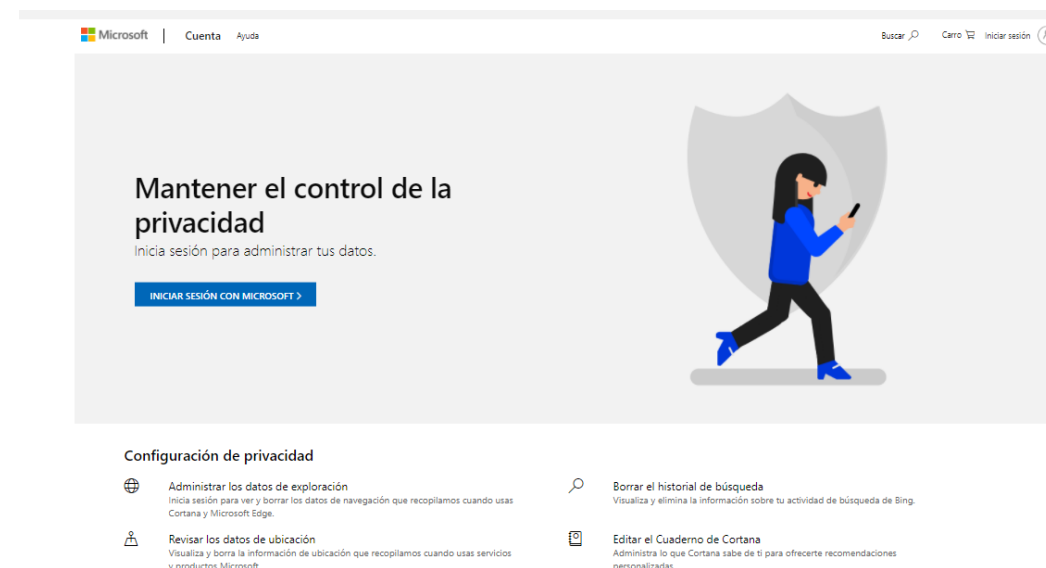 Microsoft Cuenta Ayuda Buscar Carro Iniciar sesión
Mantener el control de la
privacidad
Inicia sesión para administrar tus datos.
INICIAR SESIÓN CON MICROSOFT >
Configuración de privacidad
Administrar los datos de exploración
Inicia sesión para ver y borrar los datos de navegación que recopilamos cuando usas
Cortana y Microsoft Edge.
Borrar el historial de búsqueda
Visualiza y elimina la información sobre tu actividad de búsqueda de Bing.
Revisar los datos de ubicación
Visualiza y borra la información de ubicación que recopilamos cuando usas servicios
y productos Microsoft.
Editar el Cuaderno de Cortana
Administra lo que Cortana sabe de ti para ofrecerte recomendaciones
personalizadas.